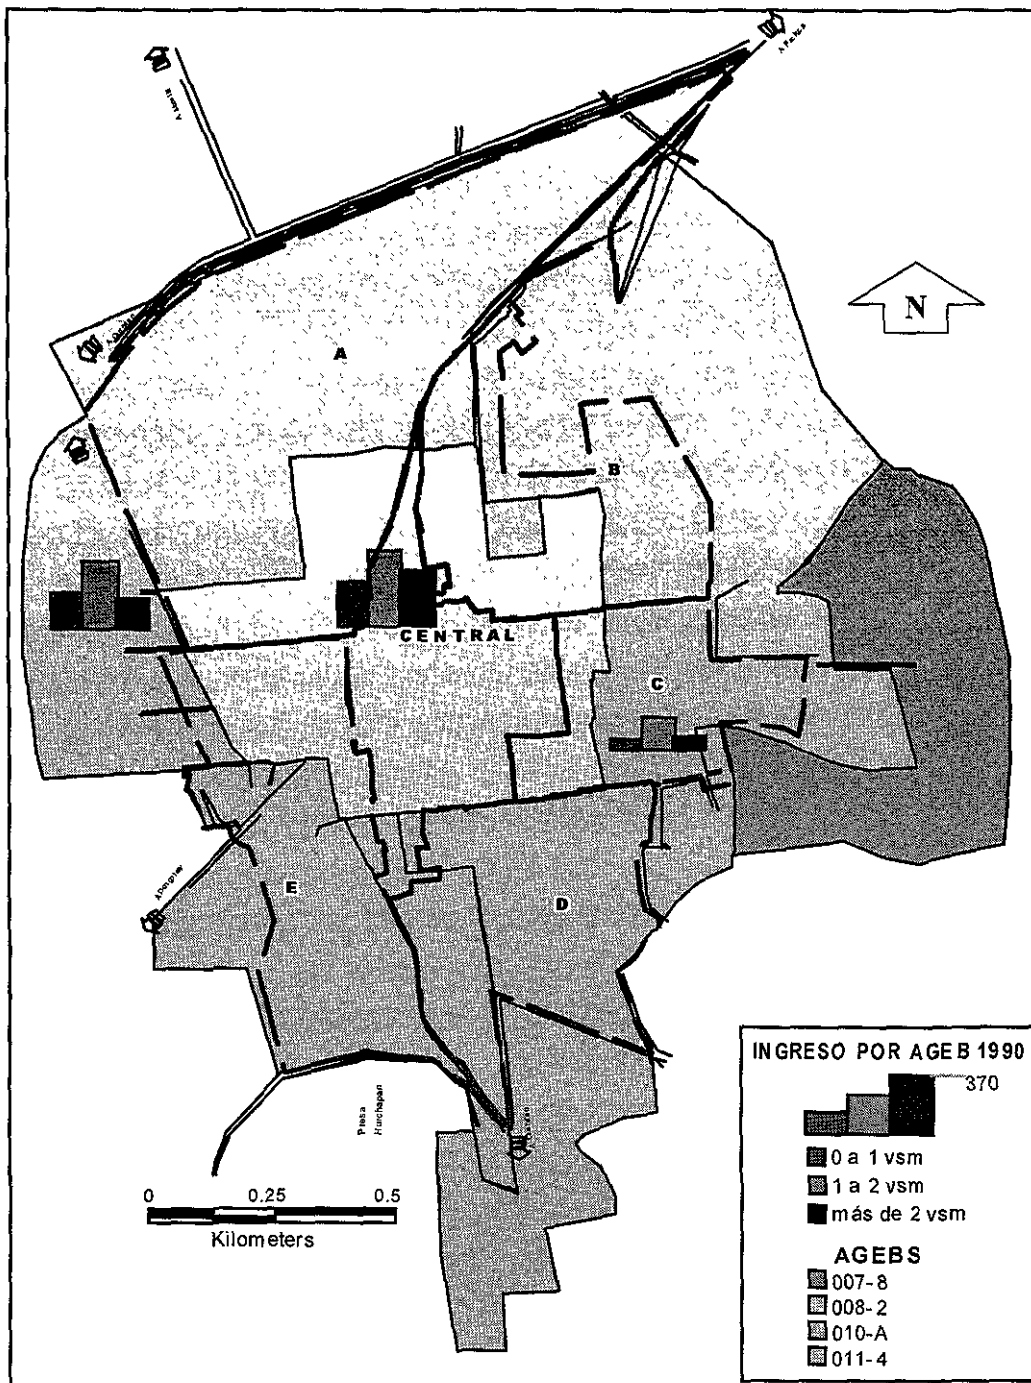 A
N
B
CENTRAL
C
E
D
Presa
Huichapan
0 0.25 0.5
Kilometers
INGRESO POR AGEB 1990
370
0 a 1 vsm
1 a 2 vsm
más de 2 vsm
AGEBS
007-8
008-2
010-A
011-4